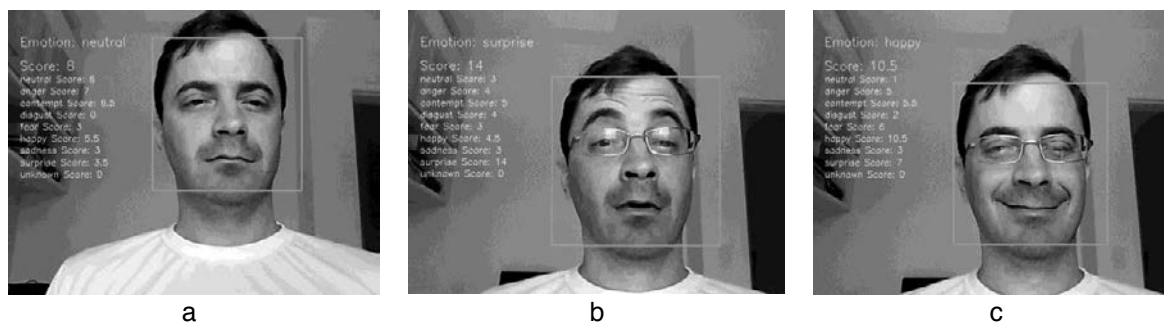 Emotion: neutral
Score: 8
neutral Score: 8
anger Score: 7
contempt Score: 6.5
disgust Score: 0
fear Score: 3
happy Score: 5.5
sadness Score: 3
surprise Score: 3.5
unknown Score: 0
a
Emotion: surprise
Score: 14
neutral Score: 3
anger Score: 4
contempt Score: 5
disgust Score: 4
fear Score: 3
happy Score: 4.5
sadness Score: 3
surprise Score: 14
unknown Score: 0
b
Emotion: happy
Score: 10.5
neutral Score: 1
anger Score: 5
contempt Score: 5.5
disgust Score: 2
fear Score: 6
happy Score: 10.5
sadness Score: 3
surprise Score: 7
unknown Score: 0
c